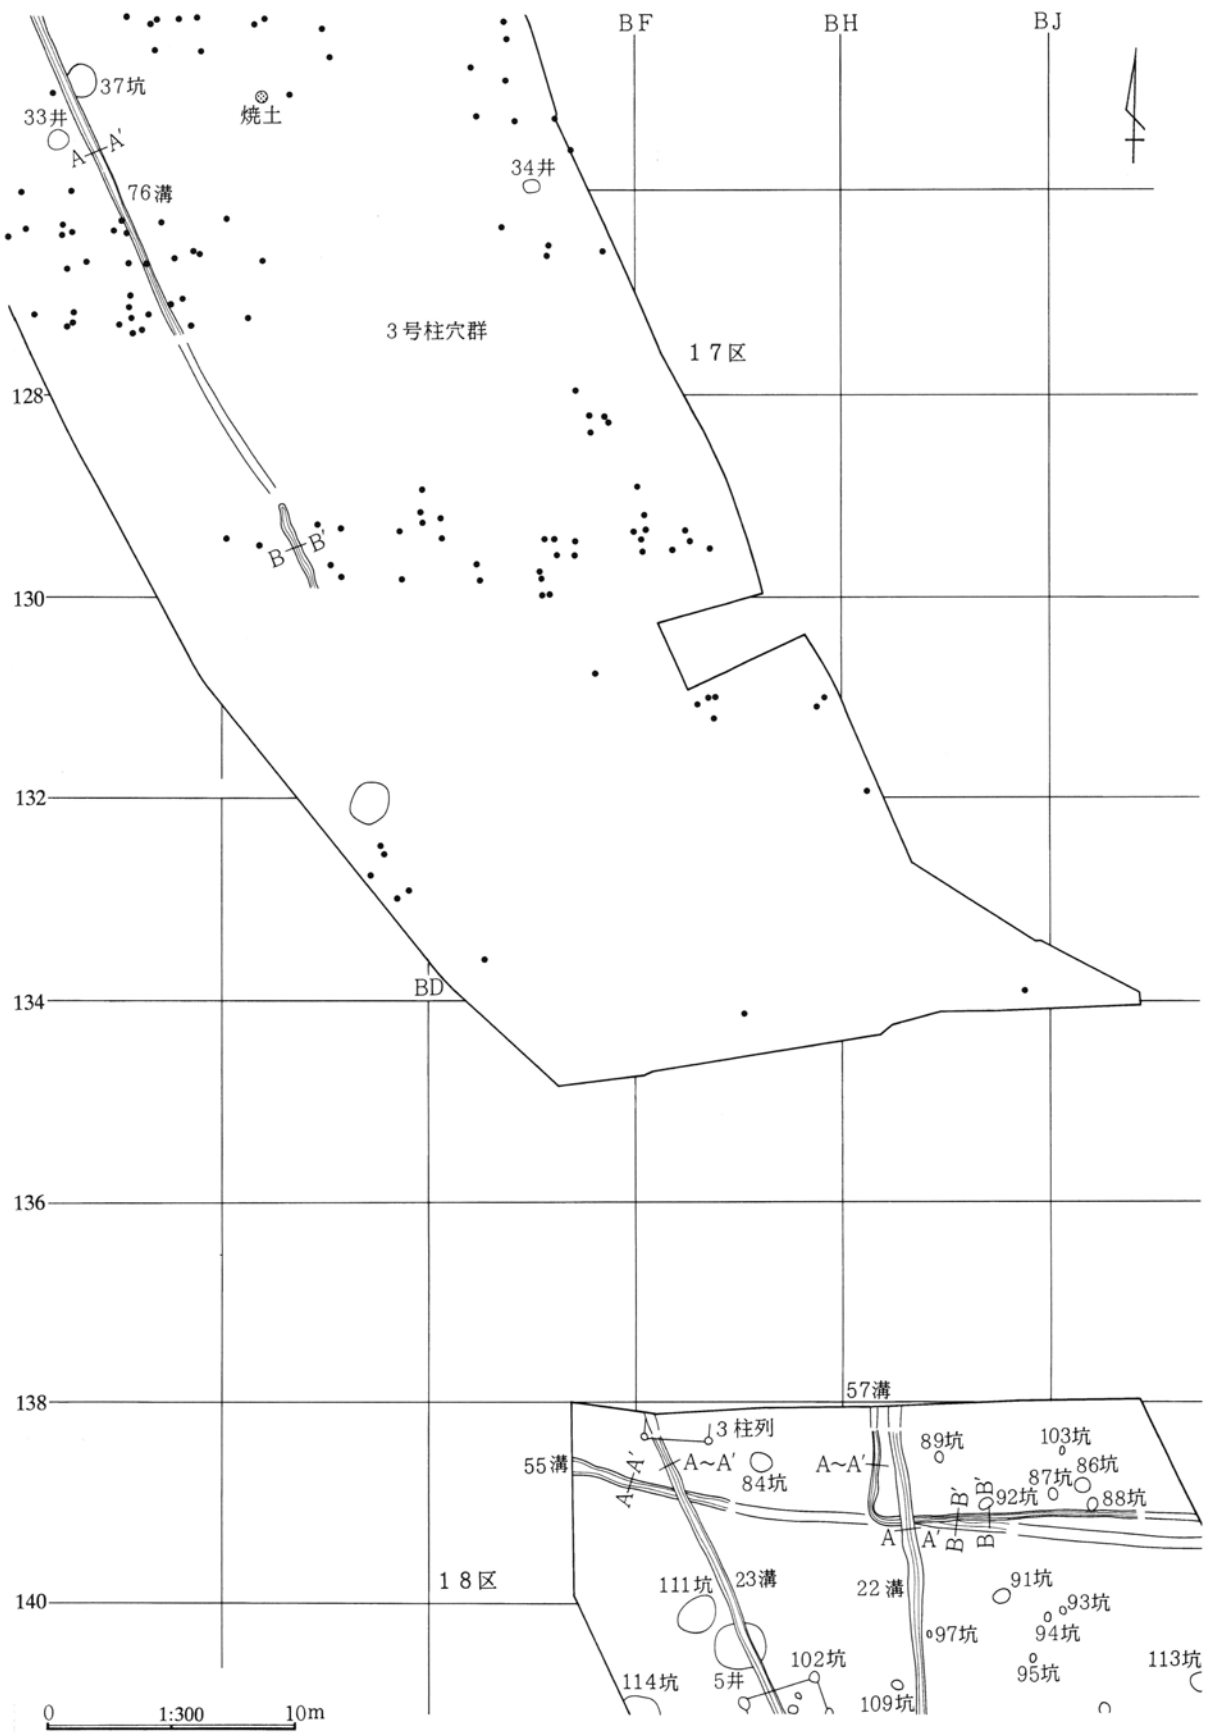 BF
BH
BJ
37坑
焼土
33井
A
A'
34井
76溝
3号柱穴群
17区
128
B
B'
130
132
BD
134
136
138
57溝
3柱列
89坑
103坑
55溝
A
A'
A~A'
84坑
A~A'
87坑
86坑
B
B'
B
B'
92坑
88坑
A
A'
18区
111坑
23溝
22溝
91坑
140
93坑
97坑
94坑
114坑
5井
102坑
109坑
95坑
113坑
0
1:300
10m